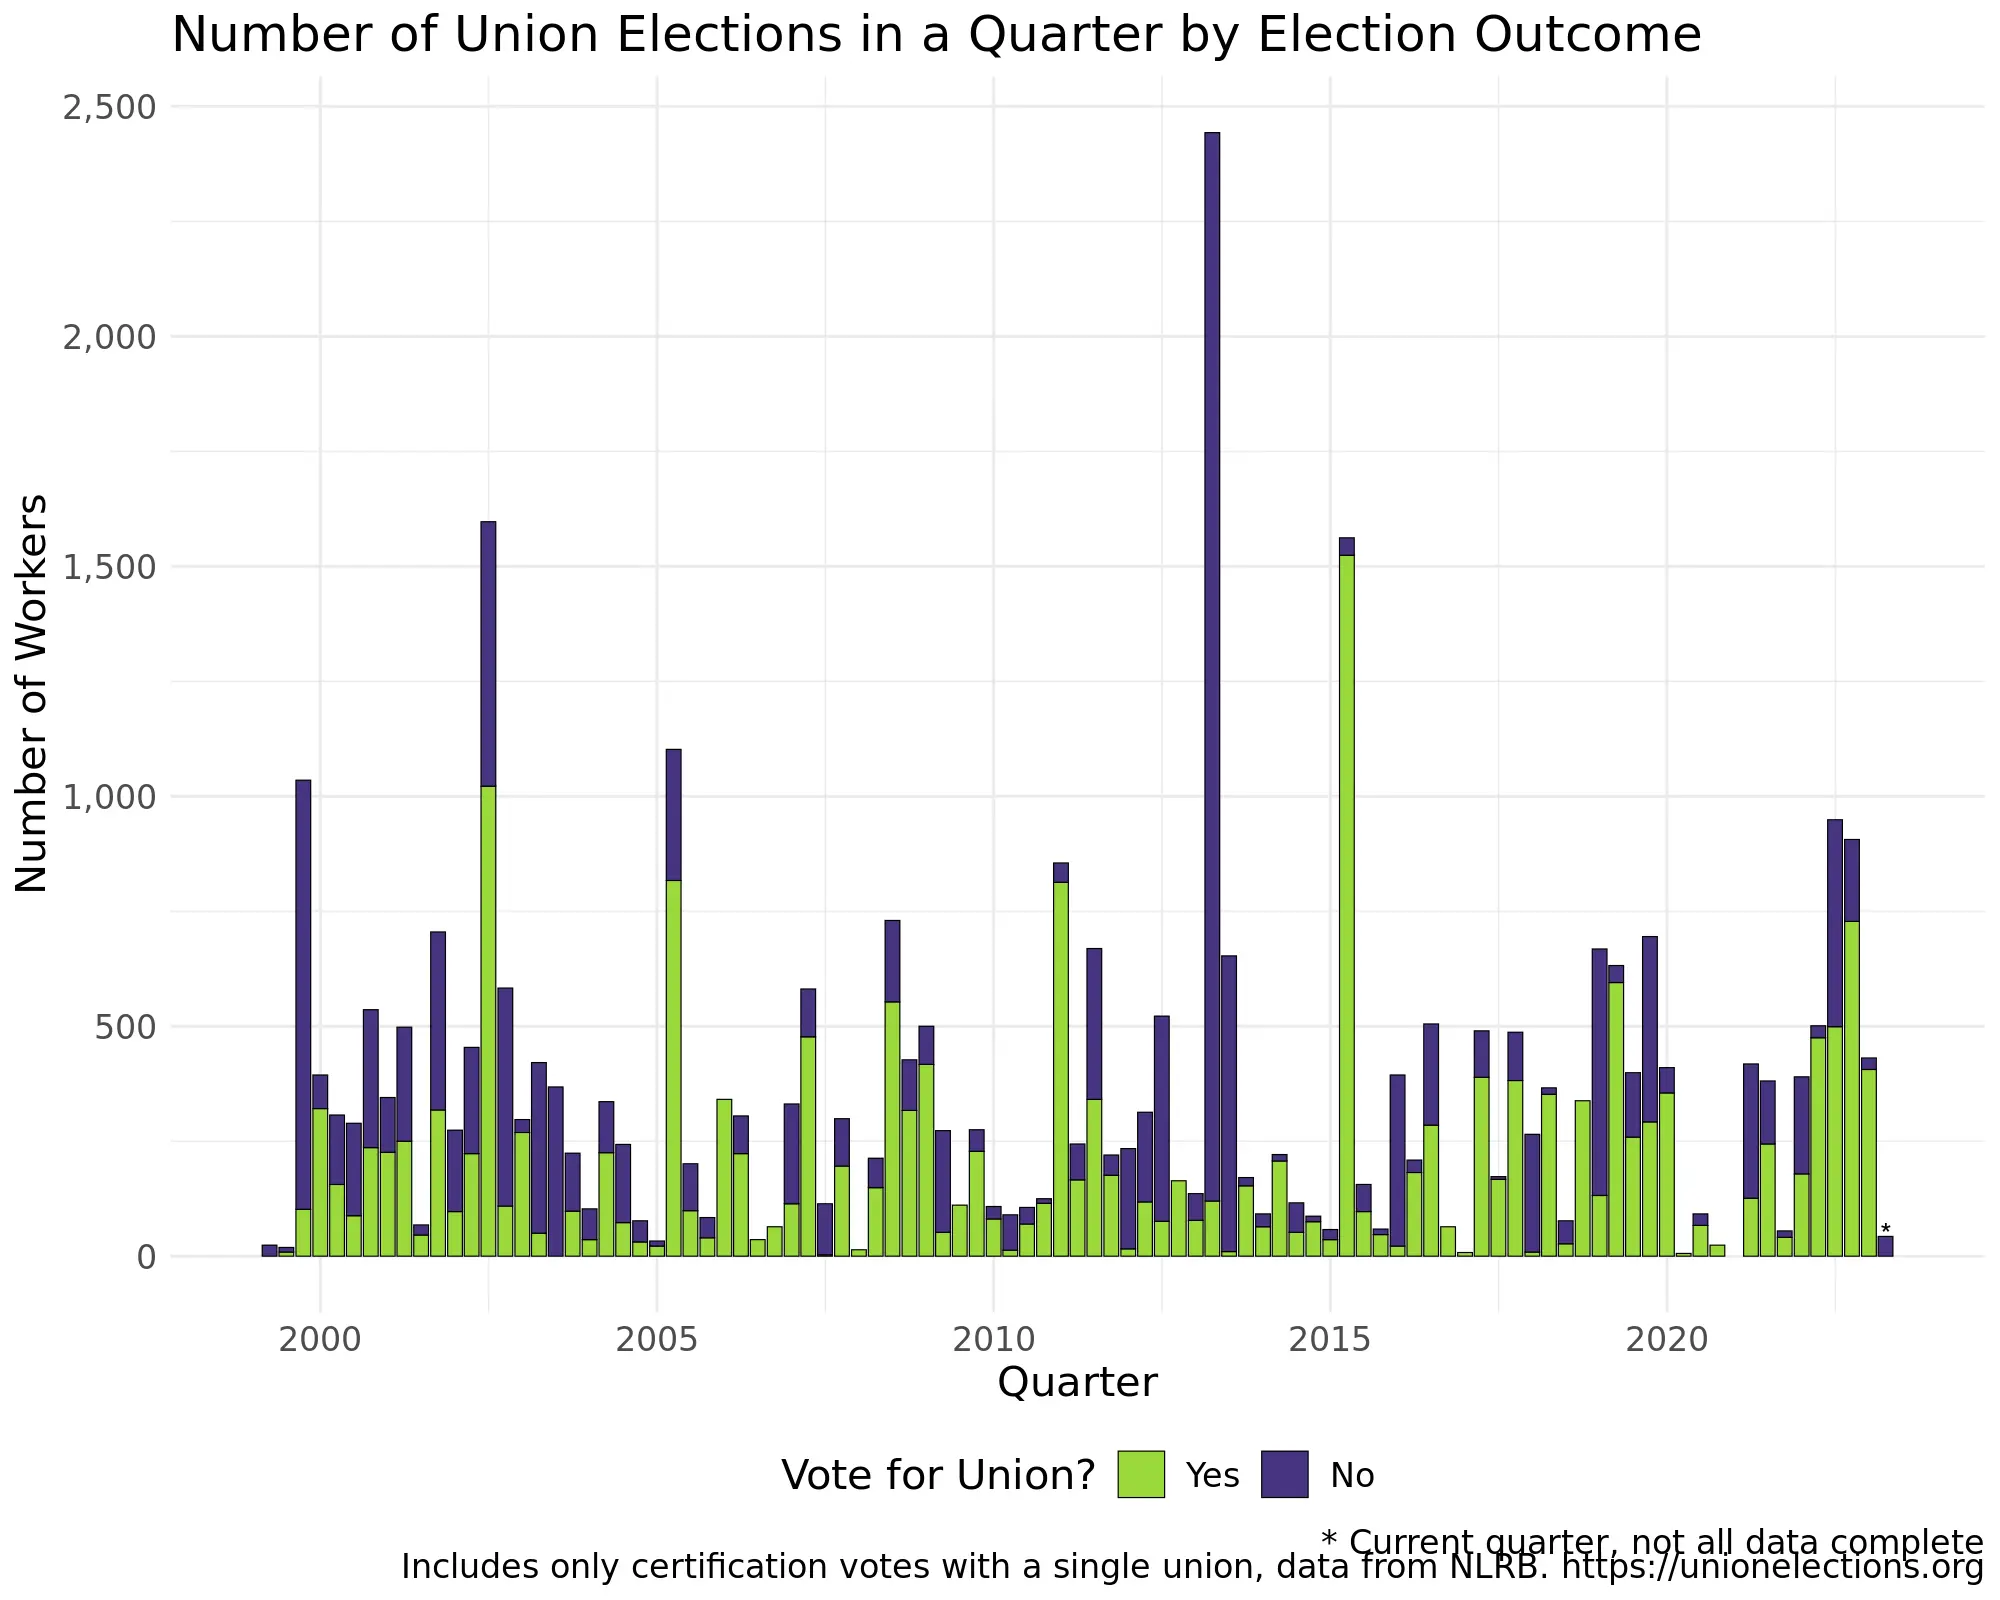 Number of Union Elections in a Quarter by Election Outcome
2,500
2,000
1,500
1,000
500
0
Number of Workers
*
2000 2005 2010 2015 2020
Quarter
Vote for Union? Yes No
* Current quarter, not all data complete
Includes only certification votes with a single union, data from NLRB. https://unionelections.org